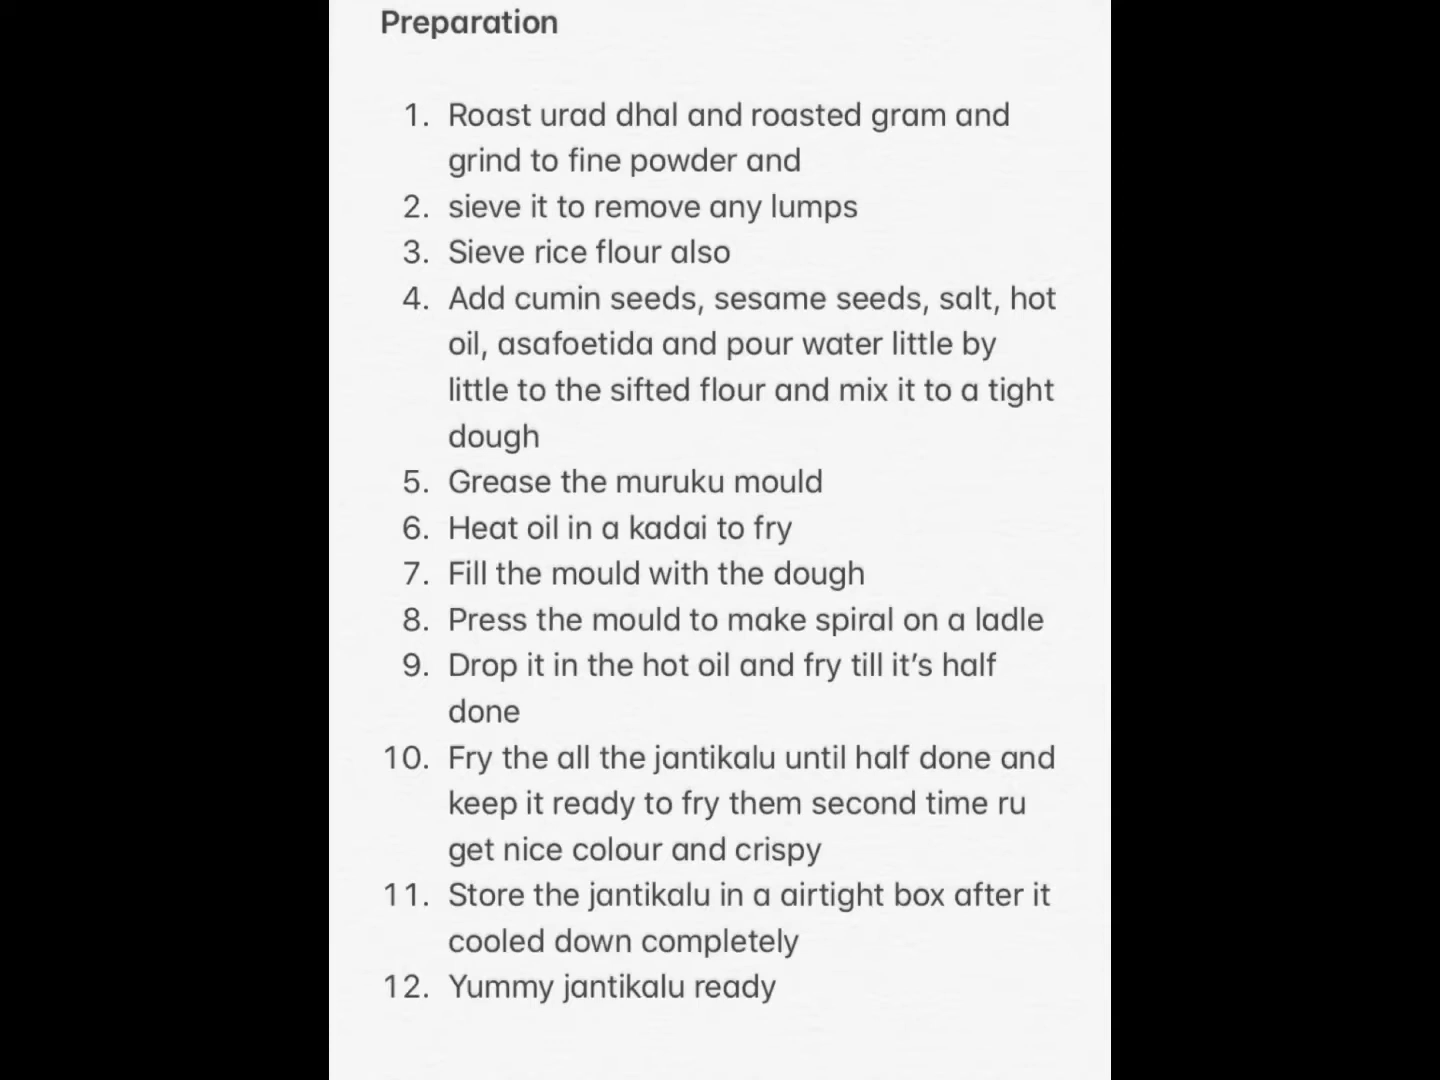 Preparation
1. Roast urad dhal and roasted gram and
grind to fine powder and
2. sieve it to remove any lumps
3. Sieve rice flour also
4. Add cumin seeds, sesame seeds, salt, hot
oil, asafoetida and pour water little by
little to the sifted flour and mix it to a tight
dough
5. Grease the muruku mould
6. Heat oil in a kadai to fry
7. Fill the mould with the dough
8. Press the mould to make spiral on a ladle
9. Drop it in the hot oil and fry till it’s half
done
10. Fry the all the jantikalu until half done and
keep it ready to fry them second time ru
get nice colour and crispy
11. Store the jantikalu in a airtight box after it
cooled down completely
12. Yummy jantikalu ready